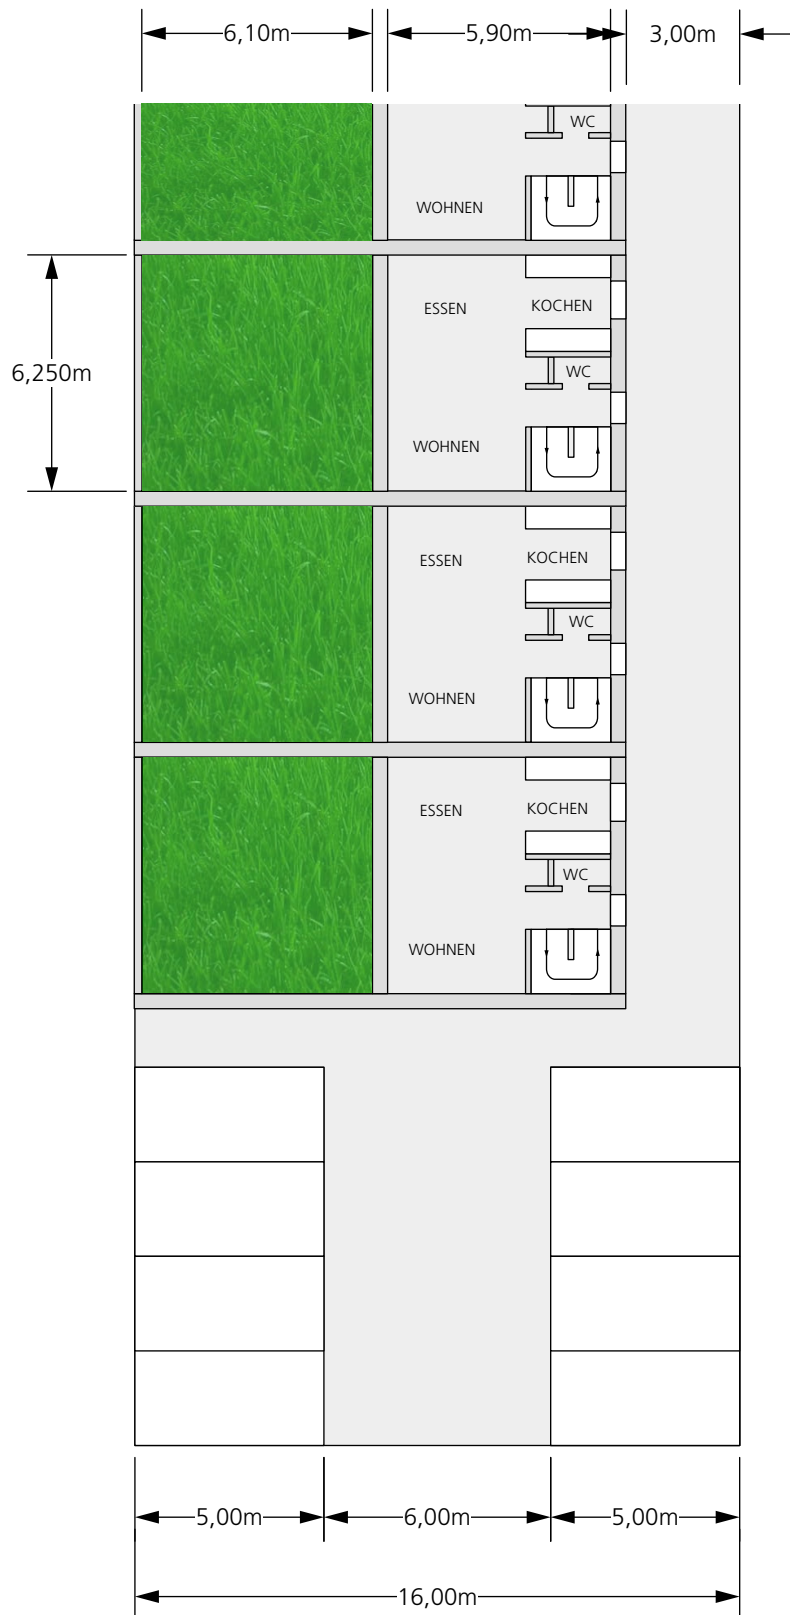 6,10m
5,90m
3,00m
WC
WOHNEN
6,250m
ESSEN
KOCHEN
WC
WOHNEN
ESSEN
KOCHEN
WC
WOHNEN
ESSEN
KOCHEN
WC
WOHNEN
5,00m
6,00m
5,00m
16,00m